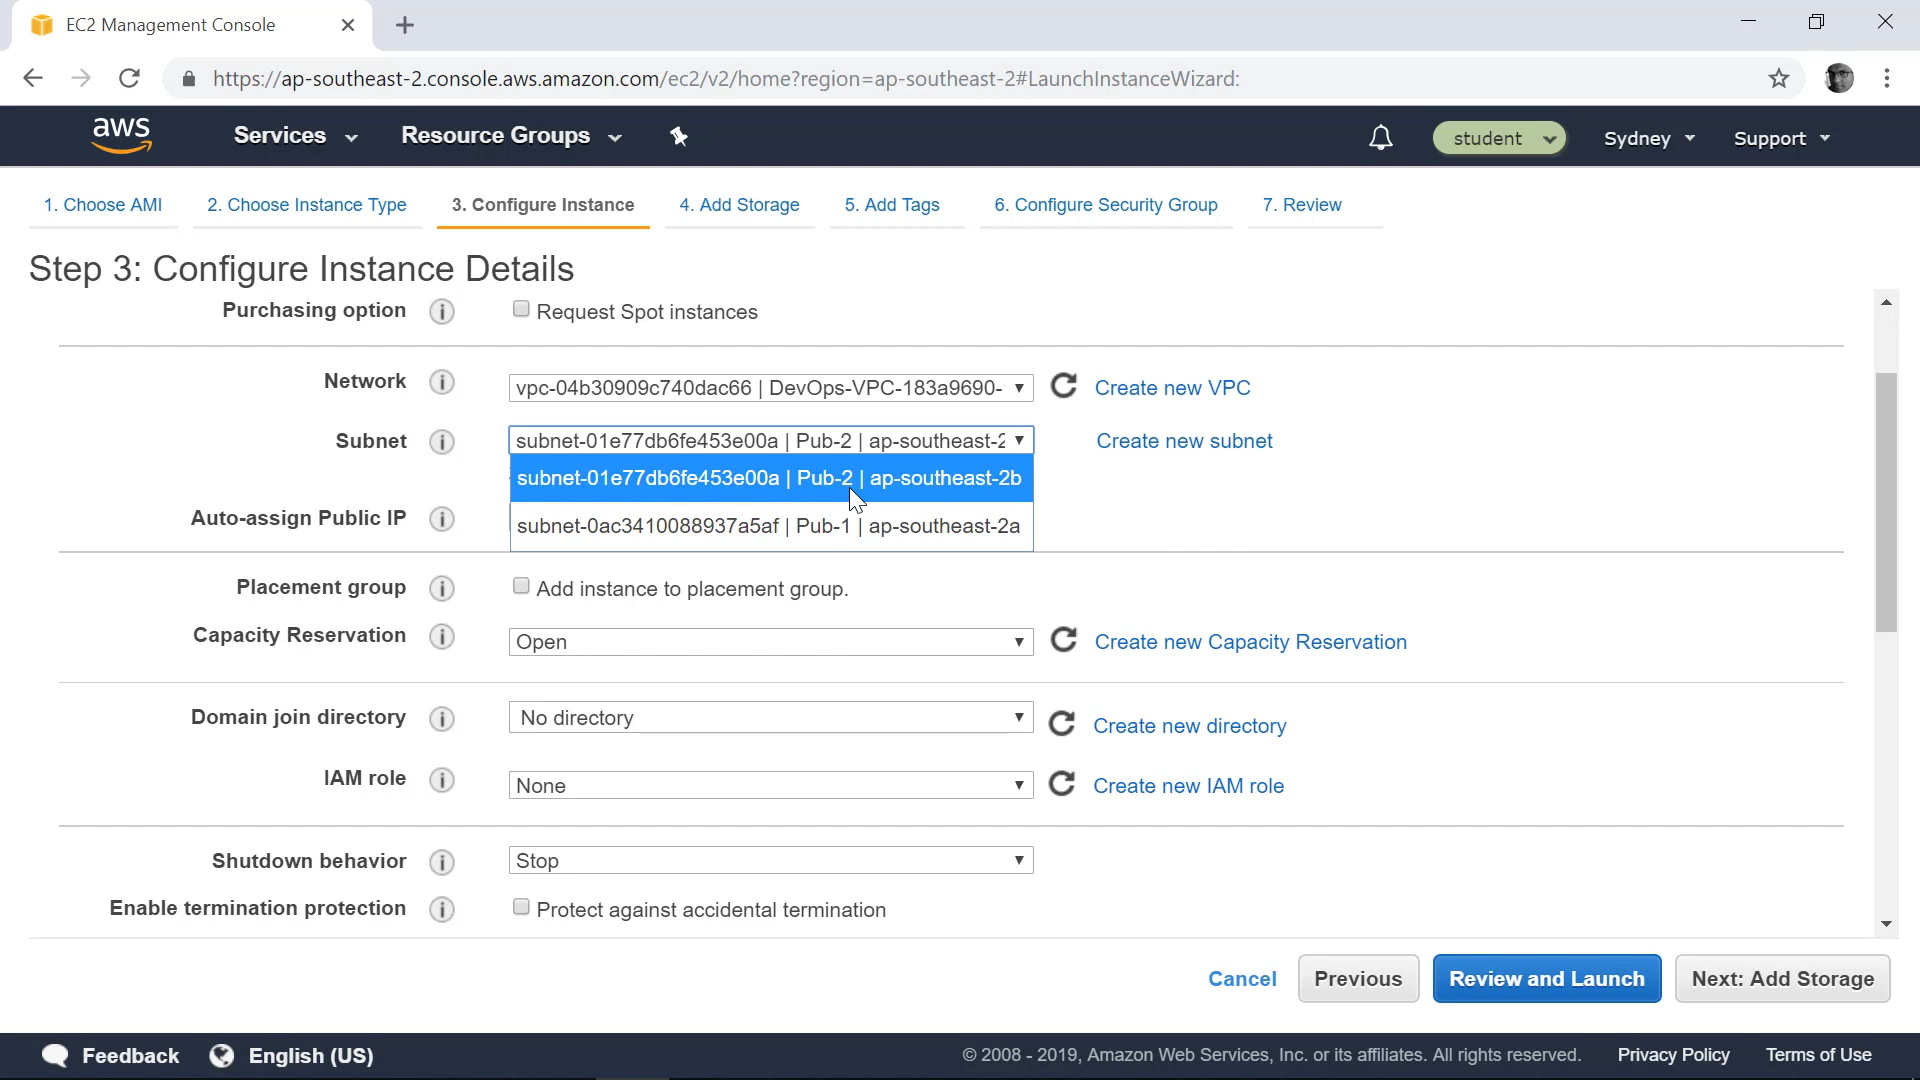 EC2 Management Console
https://ap-southeast-2.console.aws.amazon.com/ec2/v2/home?region=ap-southeast-2#LaunchInstanceWizard:
aws Services Resource Groups student Sydney Support
1. Choose AMI 2. Choose Instance Type 3. Configure Instance 4. Add Storage 5. Add Tags 6. Configure Security Group 7. Review
Step 3: Configure Instance Details
Purchasing option i Request Spot instances
Network i vpc-04b30909c740dac66 | DevOps-VPC-183a9690- Create new VPC
Subnet i subnet-01e77db6fe453e00a | Pub-2 | ap-southeast-2 Create new subnet
subnet-01e77db6fe453e00a | Pub-2 | ap-southeast-2b
Auto-assign Public IP i subnet-0ac3410088937a5af | Pub-1 | ap-southeast-2a
Placement group i Add instance to placement group.
Capacity Reservation i Open Create new Capacity Reservation
Domain join directory i No directory Create new directory
IAM role i None Create new IAM role
Shutdown behavior i Stop
Enable termination protection i Protect against accidental termination
Cancel Previous Review and Launch Next: Add Storage
Feedback English (US) © 2008 - 2019, Amazon Web Services, Inc. or its affiliates. All rights reserved. Privacy Policy Terms of Use